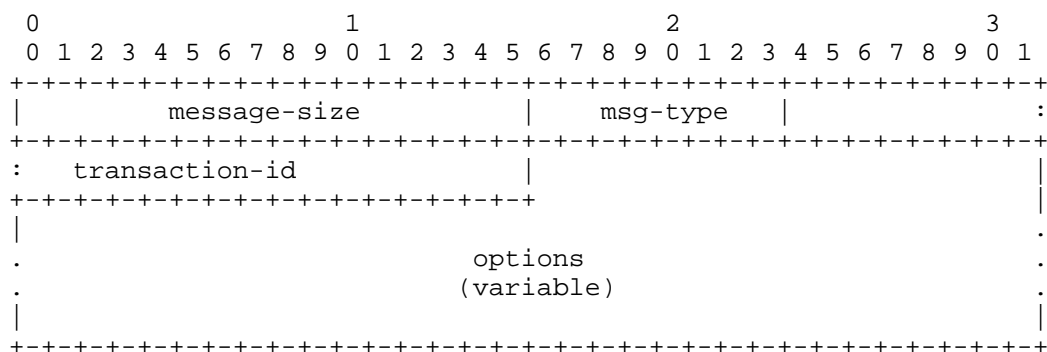 0                   1                   2                   3
 0 1 2 3 4 5 6 7 8 9 0 1 2 3 4 5 6 7 8 9 0 1 2 3 4 5 6 7 8 9 0 1
+-+-+-+-+-+-+-+-+-+-+-+-+-+-+-+-+-+-+-+-+-+-+-+-+-+-+-+-+-+-+-+-+
|         message-size          |    msg-type   |               :
+-+-+-+-+-+-+-+-+-+-+-+-+-+-+-+-+-+-+-+-+-+-+-+-+-+-+-+-+-+-+-+-+
:   transaction-id              |                               |
+-+-+-+-+-+-+-+-+-+-+-+-+-+-+-+-+                               |
|                                                               .
.                            options                            .
.                           (variable)                          .
|                                                               |
+-+-+-+-+-+-+-+-+-+-+-+-+-+-+-+-+-+-+-+-+-+-+-+-+-+-+-+-+-+-+-+-+